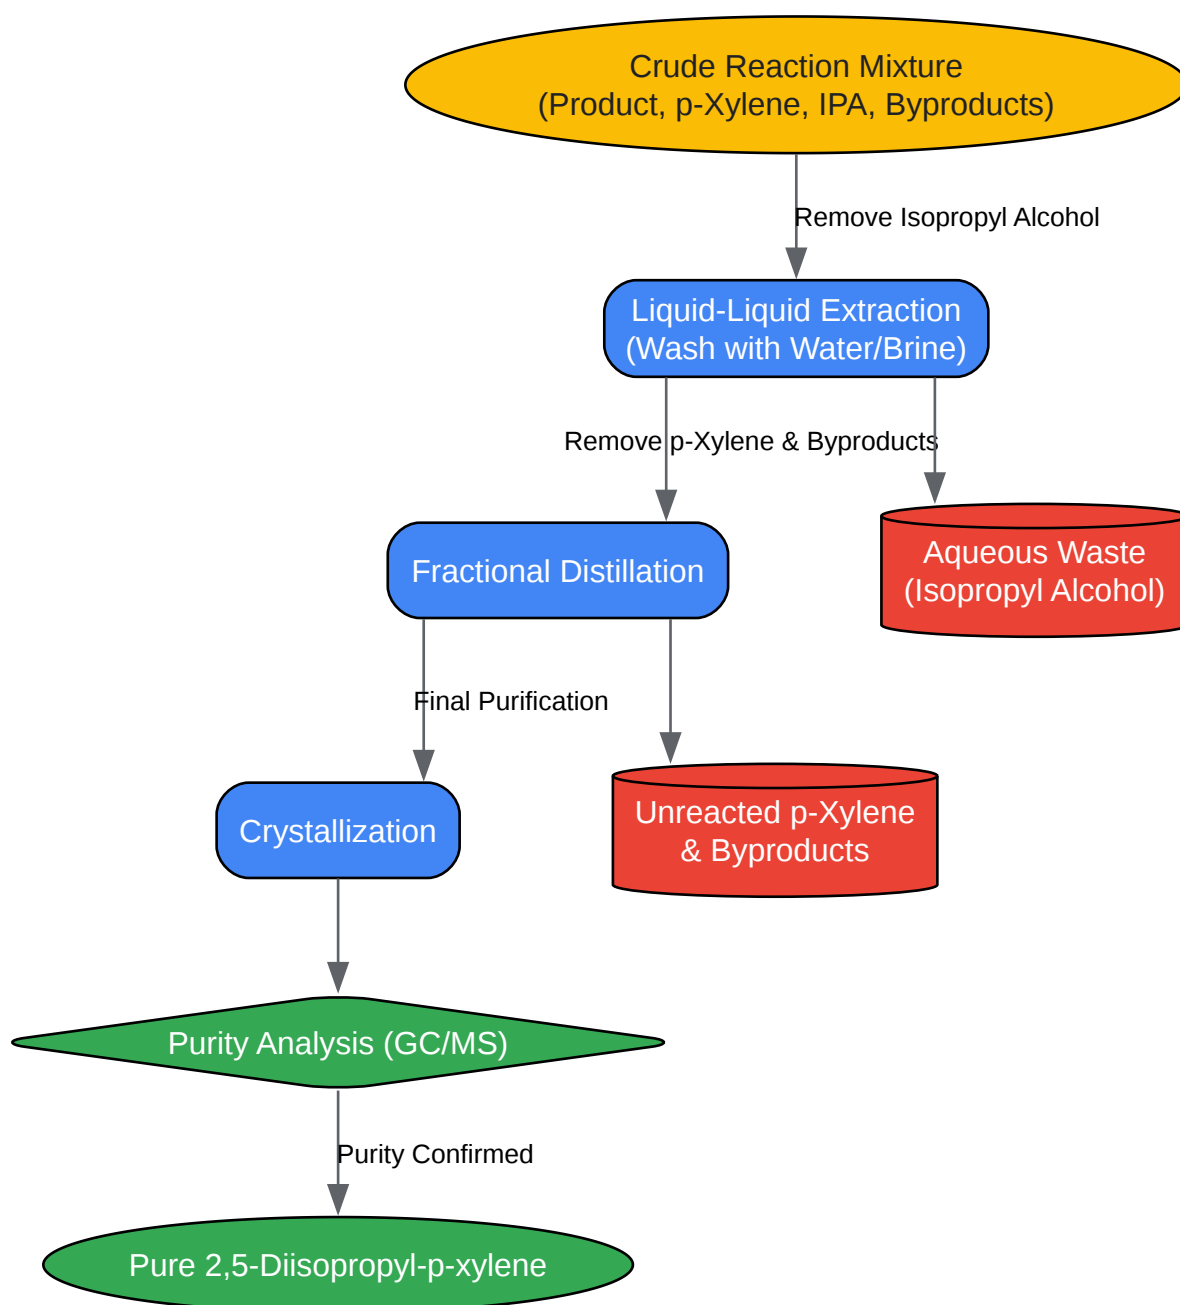 Crude Reaction Mixture
(Product, p-Xylene, IPA, Byproducts)
Remove Isopropyl Alcohol
Liquid-Liquid Extraction
(Wash with Water/Brine)
Remove p-Xylene & Byproducts
Aqueous Waste
(Isopropyl Alcohol)
Fractional Distillation
Final Purification
Unreacted p-Xylene
& Byproducts
Crystallization
Purity Analysis (GC/MS)
Purity Confirmed
Pure 2,5-Diisopropyl-p-xylene